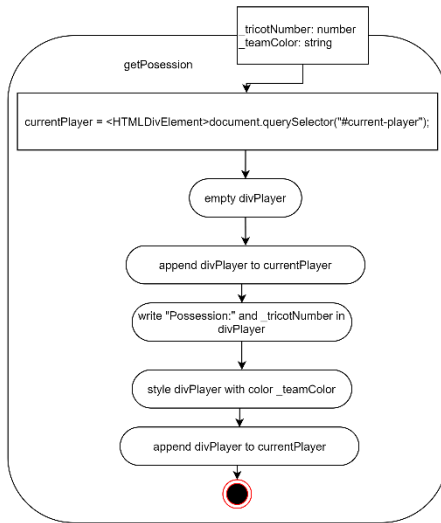 _tricotNumber: number
_teamColor: string
getPosession
currentPlayer = <HTMLDivElement>document.querySelector("#current-player");
empty divPlayer
append divPlayer to currentPlayer
write "Possession:" and _tricotNumber in
divPlayer
style divPlayer with color _teamColor
append divPlayer to currentPlayer